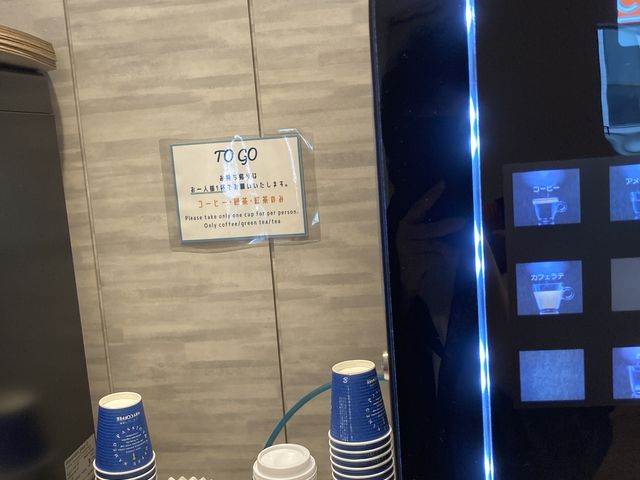 TO GO
お持ち帰りは
お一人様1杯でお願いいたします。
コーヒー・緑茶・紅茶のみ
Please take only one cup for per person.
Only coffee/green tea/tea
コーヒー
アメ
カフェラテ